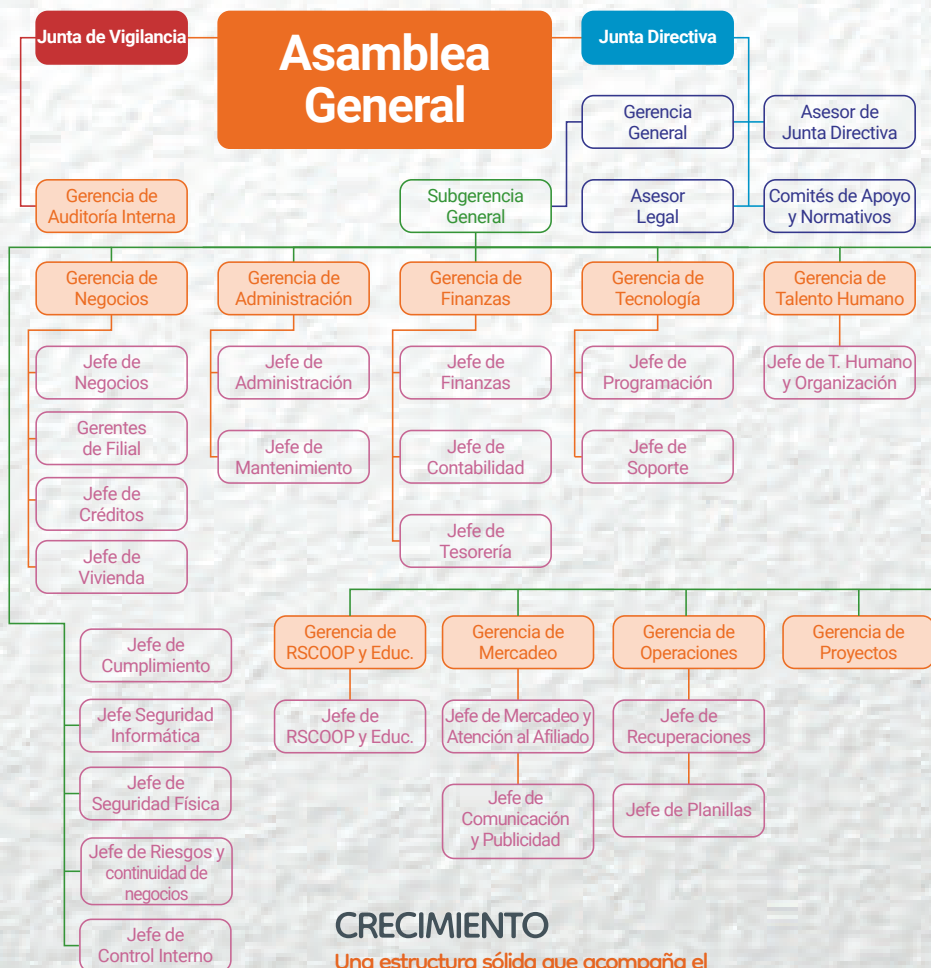 Junta de Vigilancia
Asamblea
General
Junta Directiva
Gerencia
General
Asesor de
Junta Directiva
Gerencia de
Auditoría Interna
Subgerencia
General
Asesor
Legal
Comités de Apoyo
y Normativos
Gerencia de
Negocios
Gerencia de
Administración
Gerencia de
Finanzas
Gerencia de
Tecnología
Gerencia de
Talento Humano
Jefe de
Negocios
Jefe de
Administración
Jefe de
Finanzas
Jefe de
Programación
Jefe de T. Humano
y Organización
Gerentes
de Filial
Jefe de
Mantenimiento
Jefe de
Contabilidad
Jefe de
Soporte
Jefe de
Créditos
Jefe de
Tesorería
Jefe de
Vivienda
Jefe de
Cumplimiento
Gerencia de
RSCOOP y Educ.
Gerencia de
Mercadeo
Gerencia de
Operaciones
Gerencia de
Proyectos
Jefe Seguridad
Informática
Jefe de
RSCOOP y Educ.
Jefe de Mercadeo y
Atención al Afiliado
Jefe de
Recuperaciones
Jefe de
Seguridad Física
Jefe de
Comunicación
y Publicidad
Jefe de Planillas
Jefe de Riesgos y
continuidad de
negocios
Jefe de
Control Interno
CRECIMIENTO
Una estructura sólida que acompaña el